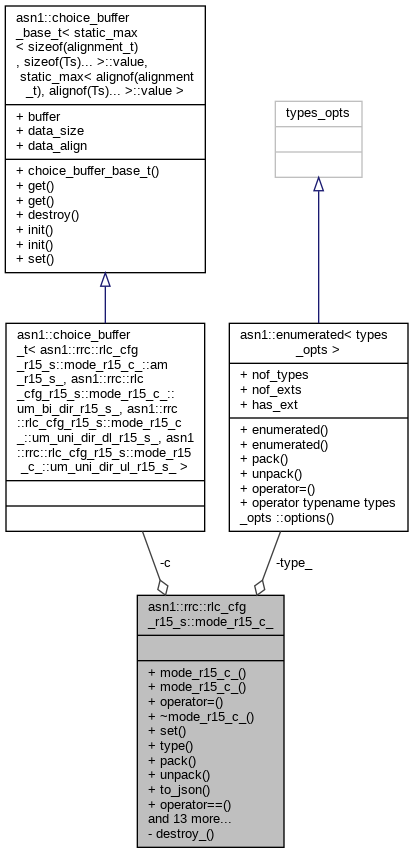 asn1::choice_buffer
_base_t< static_max
< sizeof(alignment_t)
, sizeof(Ts)... >::value,
static_max< alignof(alignment
_t), alignof(Ts)... >::value >
+ buffer
+ data_size
+ data_align
+ choice_buffer_base_t()
+ get()
+ get()
+ destroy()
+ init()
+ init()
+ set()
types_opts
asn1::choice_buffer
_t< asn1::rrc::rlc_cfg
_r15_s::mode_r15_c_::am
_r15_s_, asn1::rrc::rlc
_cfg_r15_s::mode_r15_c_::
um_bi_dir_r15_s_, asn1::rrc
::rlc_cfg_r15_s::mode_r15_c
_::um_uni_dir_dl_r15_s_, asn1
::rrc::rlc_cfg_r15_s::mode_r15
_c_::um_uni_dir_ul_r15_s_ >
asn1::enumerated< types
_opts >
+ nof_types
+ nof_exts
+ has_ext
+ enumerated()
+ enumerated()
+ pack()
+ unpack()
+ operator=()
+ operator typename types
_opts ::options()
-c
-type_
asn1::rrc::rlc_cfg
_r15_s::mode_r15_c_
+ mode_r15_c_()
+ mode_r15_c_()
+ operator=()
+ ~mode_r15_c_()
+ set()
+ type()
+ pack()
+ unpack()
+ to_json()
+ operator==()
and 13 more...
- destroy_()